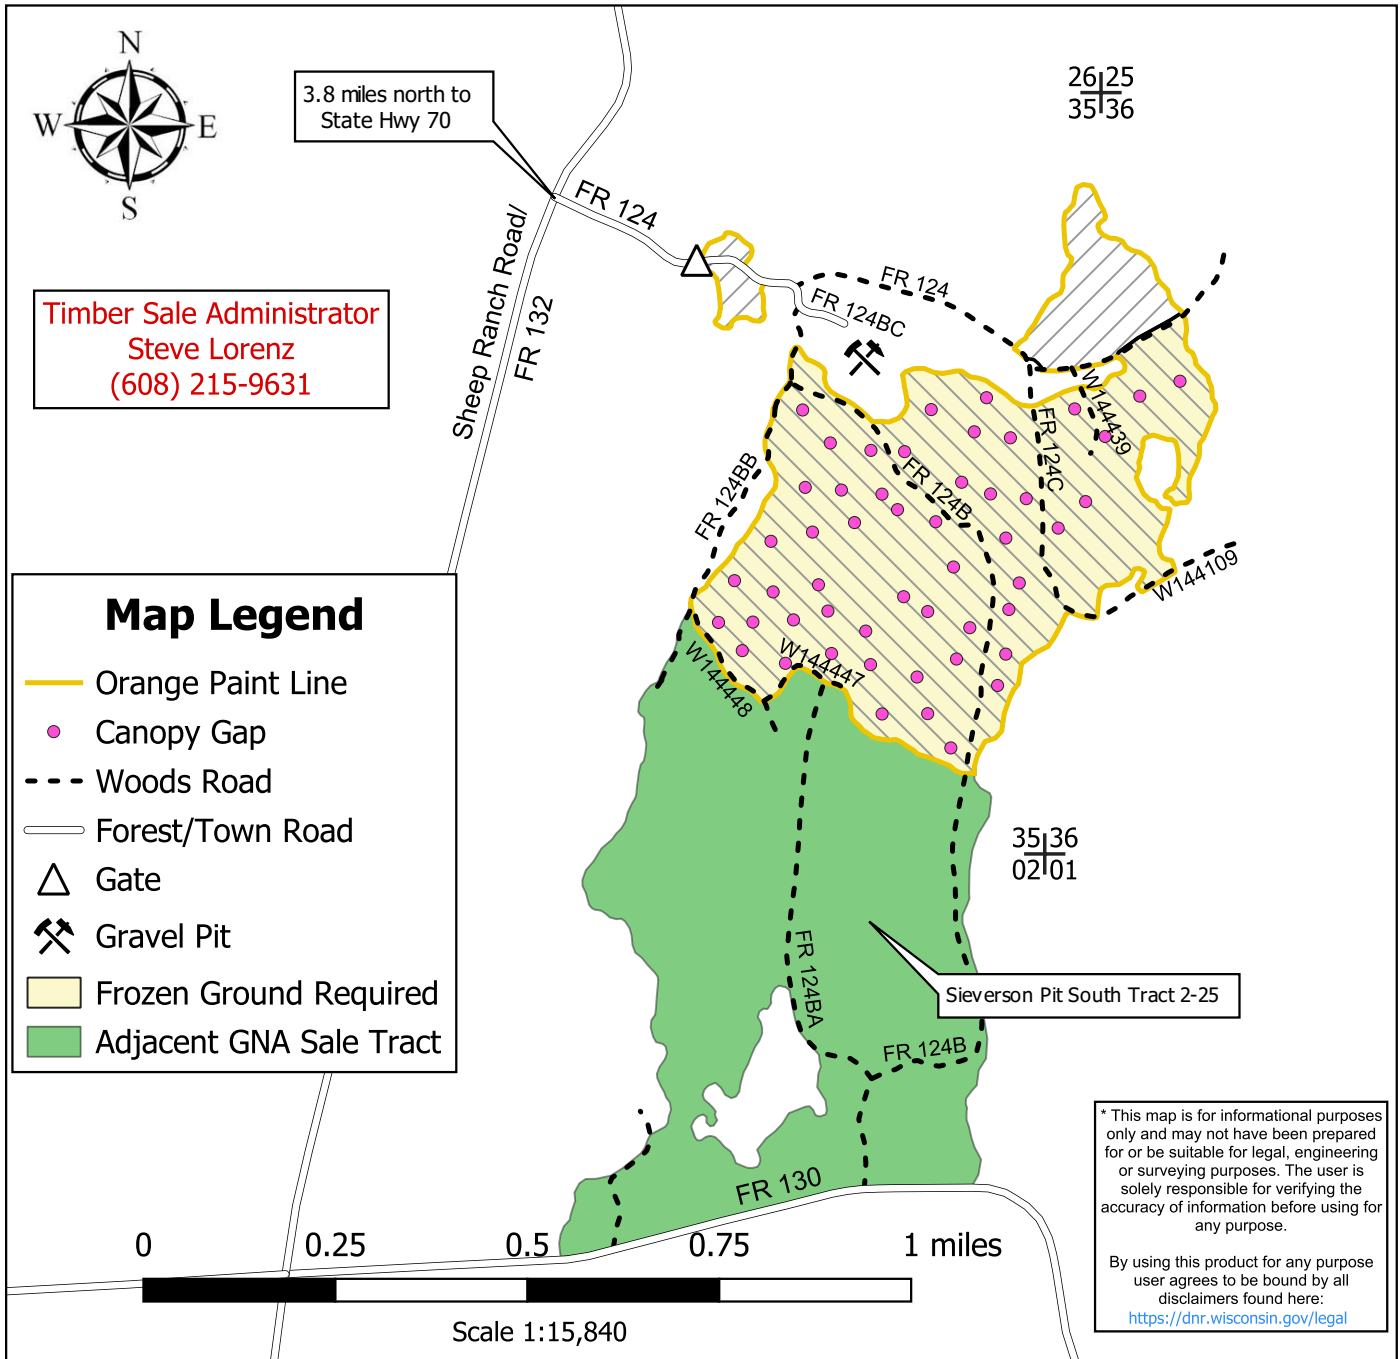 N
W E
S
3.8 miles north to
State Hwy 70
26 25
35 36
FR 124
Sheep Ranch Road/
FR 132
FR 124
FR 124BC
Timber Sale Administrator
Steve Lorenz
(608) 215-9631
W144439
FR 124C
FR 124B
FR 124BB
W144109
W144447
W144448
Map Legend
Orange Paint Line
Canopy Gap
Woods Road
Forest/Town Road
Gate
Gravel Pit
Frozen Ground Required
Adjacent GNA Sale Tract
35 36
02 01
FR 124BA
Sieverson Pit South Tract 2-25
FR 124B
FR 130
0 0.25 0.5 0.75 1 miles
Scale 1:15,840
* This map is for informational purposes
only and may not have been prepared
for or be suitable for legal, engineering
or surveying purposes. The user is
solely responsible for verifying the
accuracy of information before using for
any purpose.
By using this product for any purpose
user agrees to be bound by all
disclaimers found here:
https://dnr.wisconsin.gov/legal